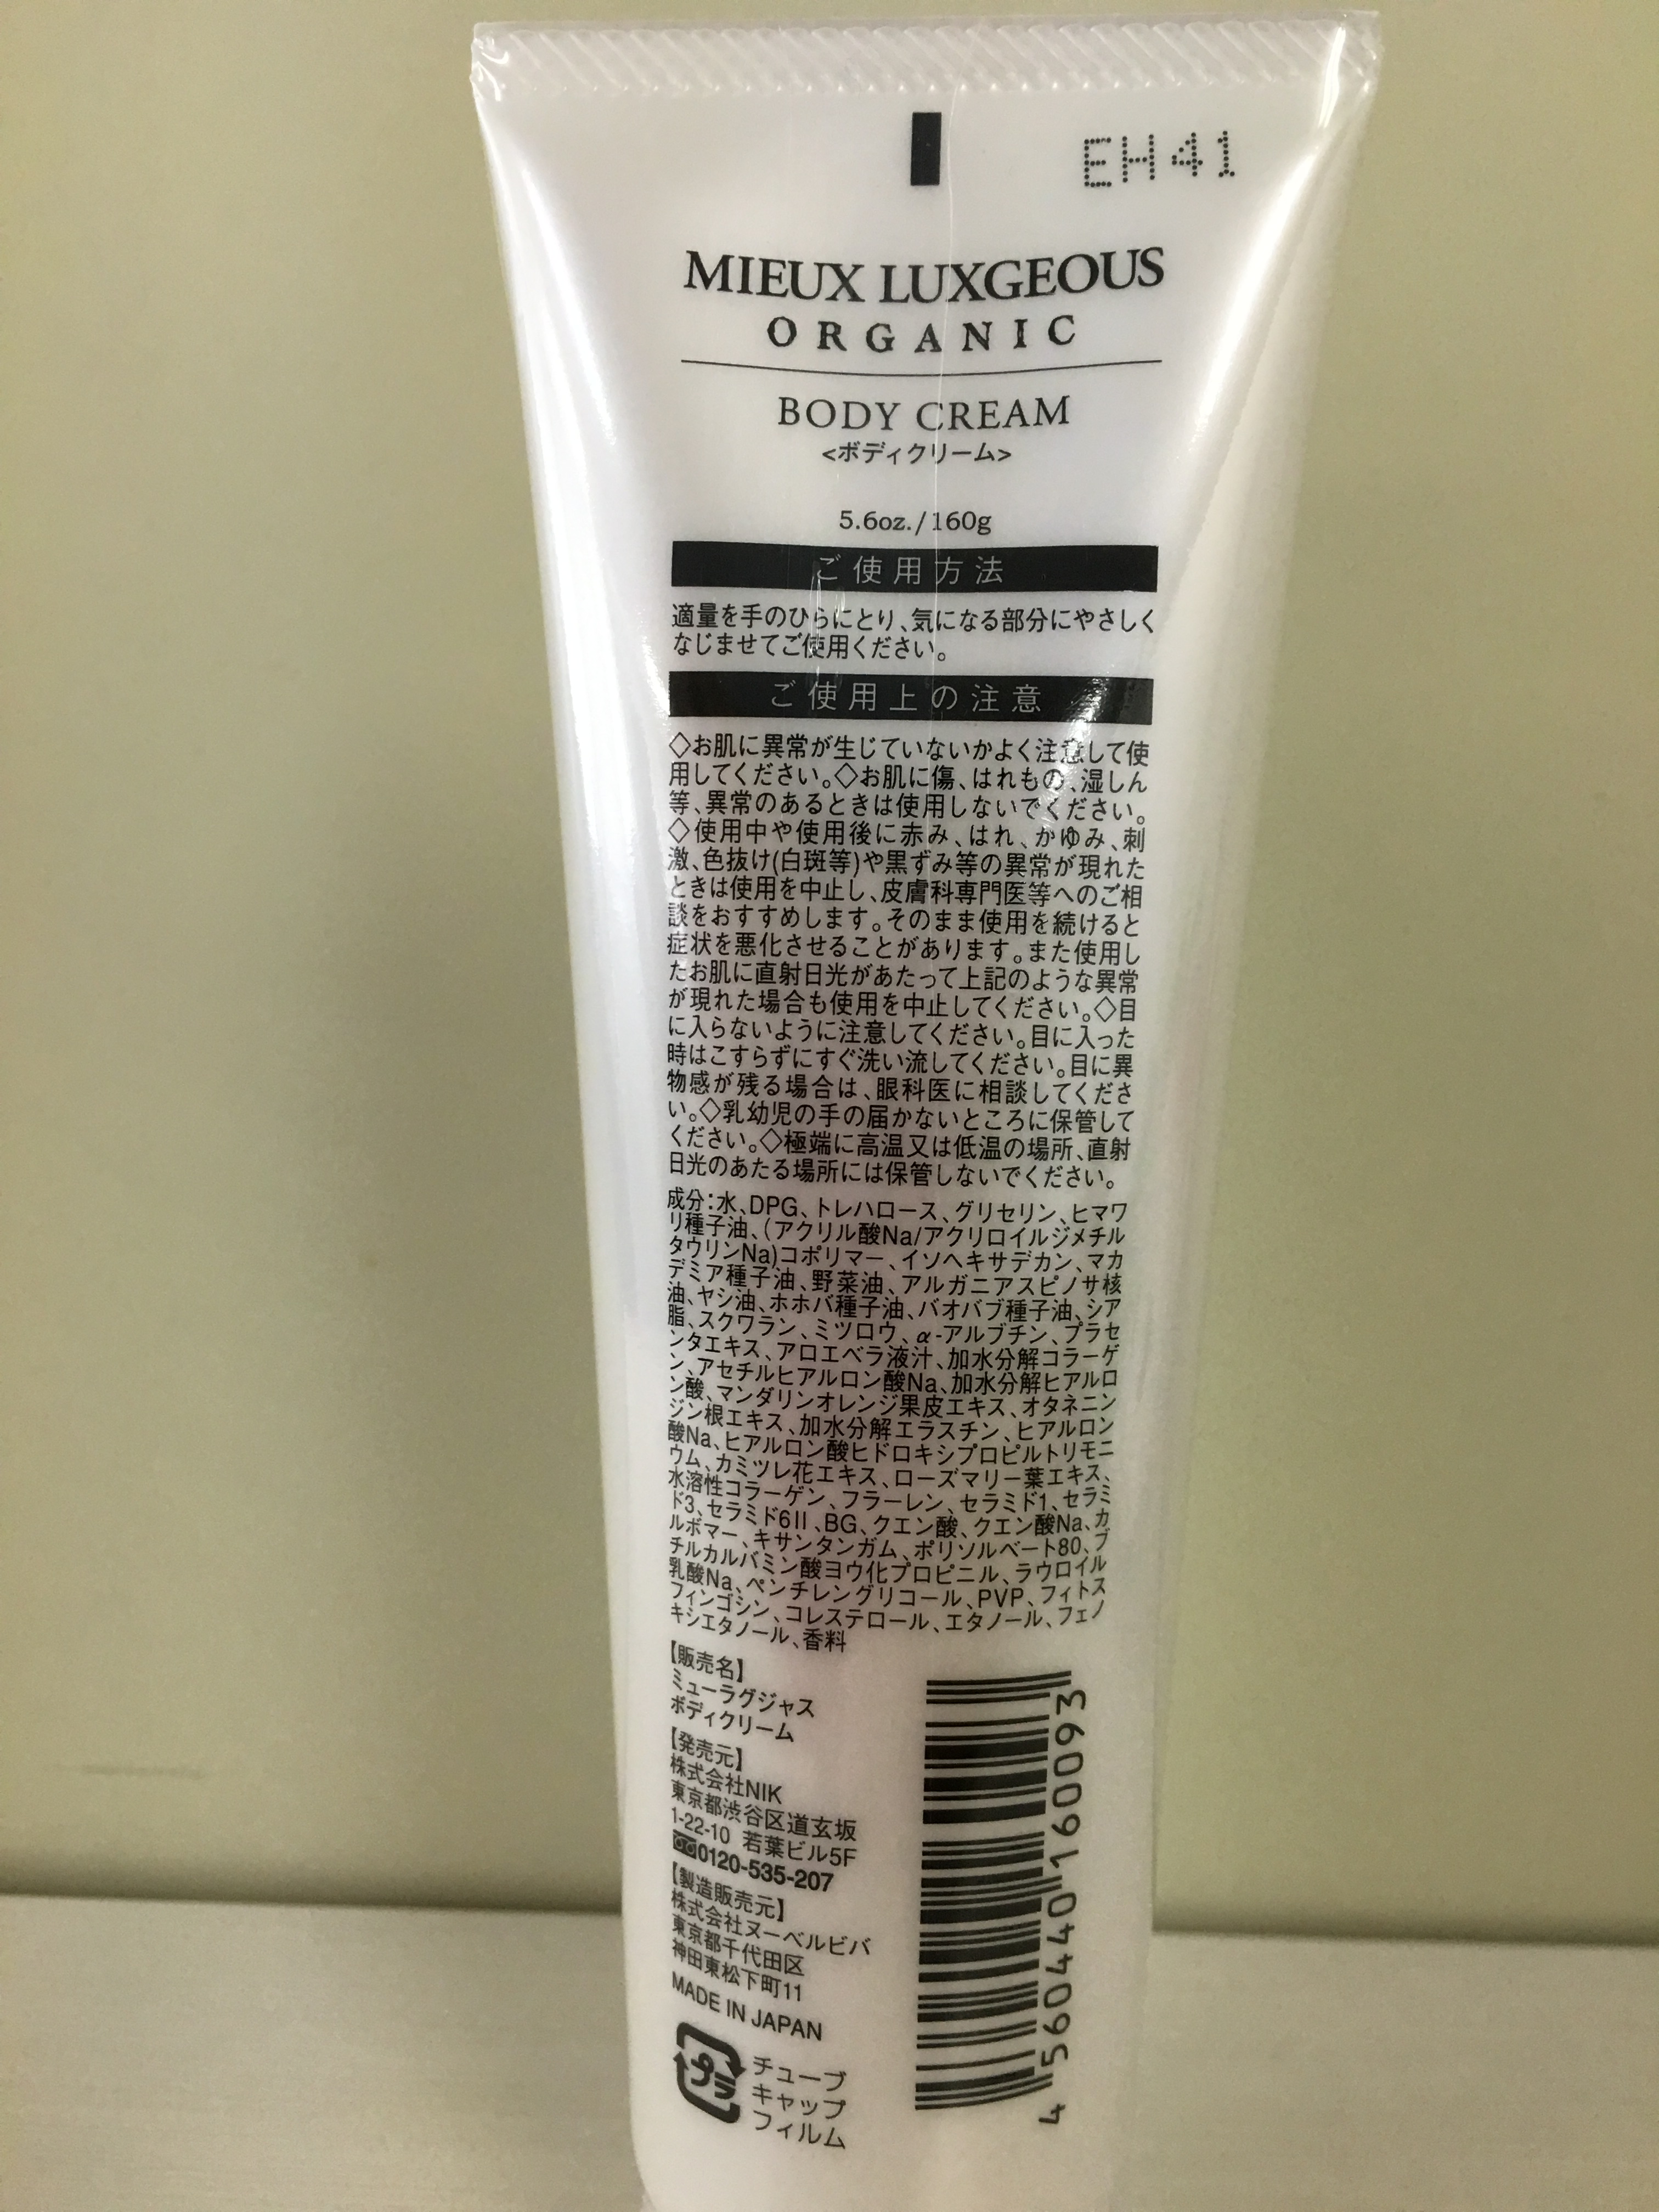 EH41
MIEUX LUXGEOUS
ORGANIC
BODY CREAM
<ボディクリーム>
5.6oz./160g
ご使用方法
適量を手のひらにとり、気になる部分にやさしく
なじませてご使用ください。
ご使用上の注意
◇お肌に異常が生じていないかよく注意して使
用してください。◇お肌に傷、はれもの、湿しん
等、異常のあるときは使用しないでください。
◇使用中や使用後に赤み、はれ、かゆみ、刺
激、色抜け(白斑等)や黒ずみ等の異常が現れた
ときは使用を中止し、皮膚科専門医等へのご相
談をおすすめします。そのまま使用を続けると
症状を悪化させることがあります。また使用し
たお肌に直射日光があたって上記のような異常
が現れた場合も使用を中止してください。◇目
に入らないように注意してください。目に入った
時はこすらずにすぐ洗い流してください。目に異
物感が残る場合は、眼科医に相談してくださ
い。◇乳幼児の手の届かないところに保管して
ください。◇極端に高温又は低温の場所、直射
日光のあたる場所には保管しないでください。
成分:水、DPG、トレハロース、グリセリン、ヒマワ
リ種子油、(アクリル酸Na/アクリロイルジメチル
タウリンNa)コポリマー、イソヘキサデカン、マカ
デミア種子油、野菜油、アルガニアスピノサ核
油、ヤシ油、ホホバ種子油、バオバブ種子油、シア
脂、スクワラン、ミツロウ、α-アルブチン、プラセ
ンタエキス、アロエベラ液汁、加水分解コラーゲ
ン、アセチルヒアルロン酸Na、加水分解ヒアルロ
ン酸、マンダリンオレンジ果皮エキス、オタネニン
ジン根エキス、加水分解エラスチン、ヒアルロン
酸Na、ヒアルロン酸ヒドロキシプロピルトリモニ
ウム、カミツレ花エキス、ローズマリー葉エキス、
水溶性コラーゲン、フラーレン、セラミド1、セラミ
ド3、セラミド6II、BG、クエン酸、クエン酸Na、カ
ルボマー、キサンタンガム、ポリソルベート80、ブ
チルカルバミン酸ヨウ化プロピニル、ラウロイル
乳酸Na、ペンチレングリコール、PVP、フィトス
フィンゴシン、コレステロール、エタノール、フェノ
キシエタノール、香料
【販売名】
ミューラグジャス
ボディクリーム
【発売元】
株式会社NIK
東京都渋谷区道玄坂
1-22-10 若葉ビル5F
0120-535-207
【製造販売元】
株式会社ヌーベルビバ
東京都千代田区
神田東松下町11
MADE IN JAPAN
プラ
チューブ
キャップ
フィルム
4560440160093